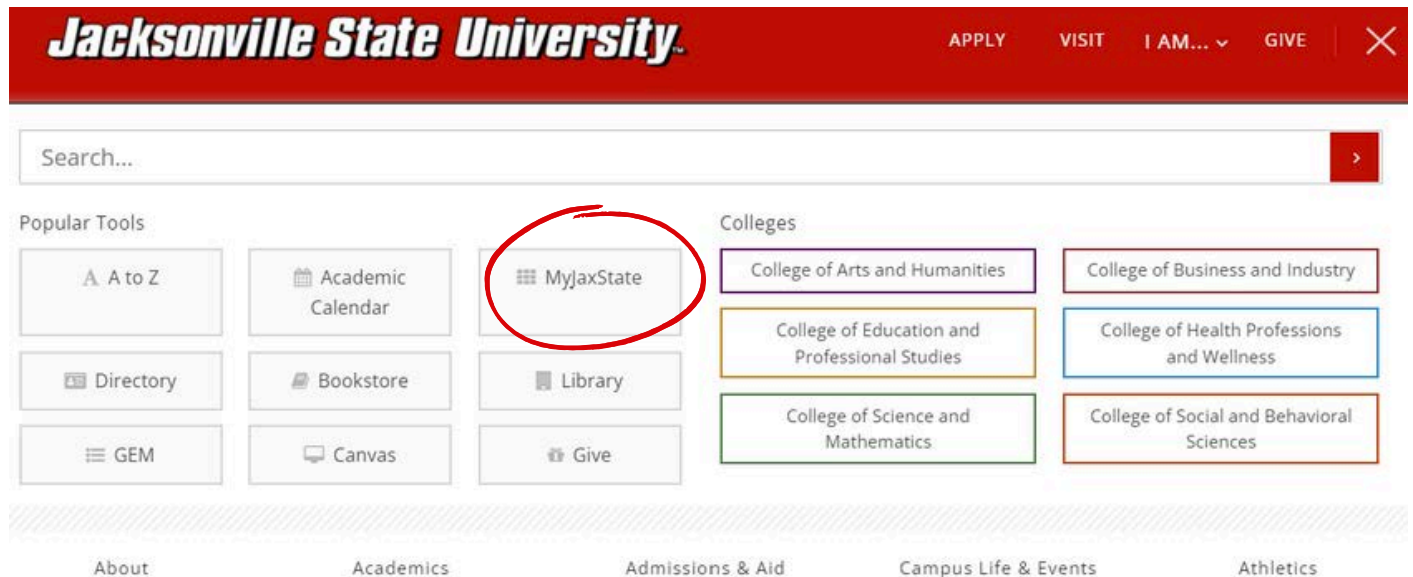 Jacksonville State University™
APPLY VISIT I AM... GIVE
Search...
Popular Tools
A to Z
Academic
Calendar
MyJaxState
Directory
Bookstore
Library
GEM
Canvas
Give
Colleges
College of Arts and Humanities
College of Business and Industry
College of Education and
Professional Studies
College of Health Professions
and Wellness
College of Science and
Mathematics
College of Social and Behavioral
Sciences
About Academics Admissions & Aid Campus Life & Events Athletics